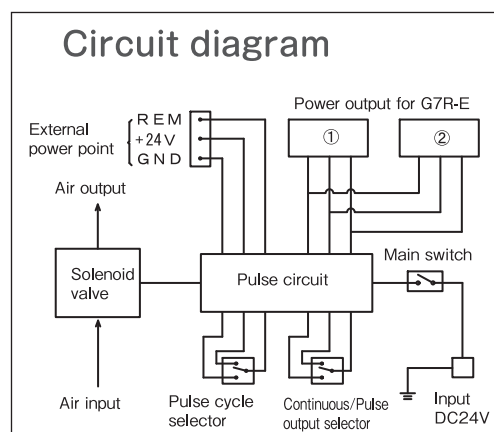 Circuit diagram
Power output for G7R-E
① ②
External
power point
REM
+24V
GND
Air output
Main switch
Solenoid
valve
Pulse circuit
Air input
Pulse cycle
selector
Continuous/Pulse
output selector
Input
DC24V